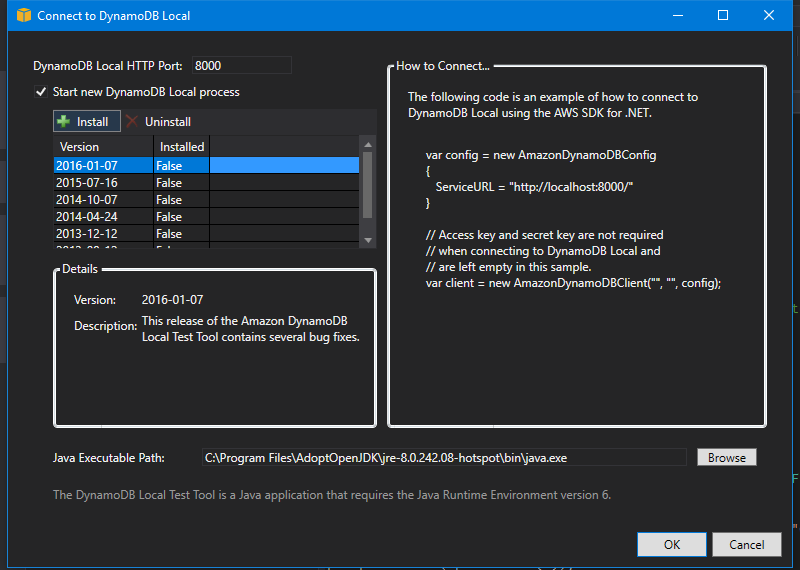 Connect to DynamoDB Local
DynamoDB Local HTTP Port: 8000
Start new DynamoDB Local process
Install Uninstall
Version Installed
2016-01-07 False
2015-07-16 False
2014-10-07 False
2014-04-24 False
2013-12-12 False
Details
Version: 2016-01-07
Description: This release of the Amazon DynamoDB
Local Test Tool contains several bug fixes.
How to Connect...
The following code is an example of how to connect to
DynamoDB Local using the AWS SDK for .NET.
var config = new AmazonDynamoDBConfig
{
ServiceURL = "http://localhost:8000/"
}
// Access key and secret key are not required
// when connecting to DynamoDB Local and
// are left empty in this sample.
var client = new AmazonDynamoDBClient("", "", config);
Java Executable Path: C:\Program Files\AdoptOpenJDK\jre-8.0.242.08-hotspot\bin\java.exe Browse
The DynamoDB Local Test Tool is a Java application that requires the Java Runtime Environment version 6.
OK Cancel